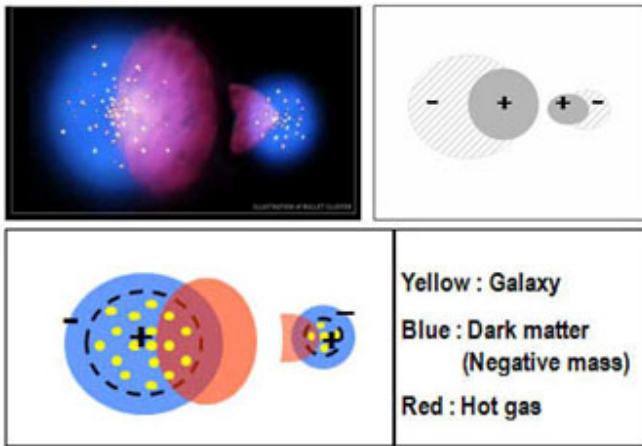 ILLUSTRATION of BULLET CLUSTER
- + + -
- + + -
Yellow : Galaxy
Blue : Dark matter
(Negative mass)
Red : Hot gas